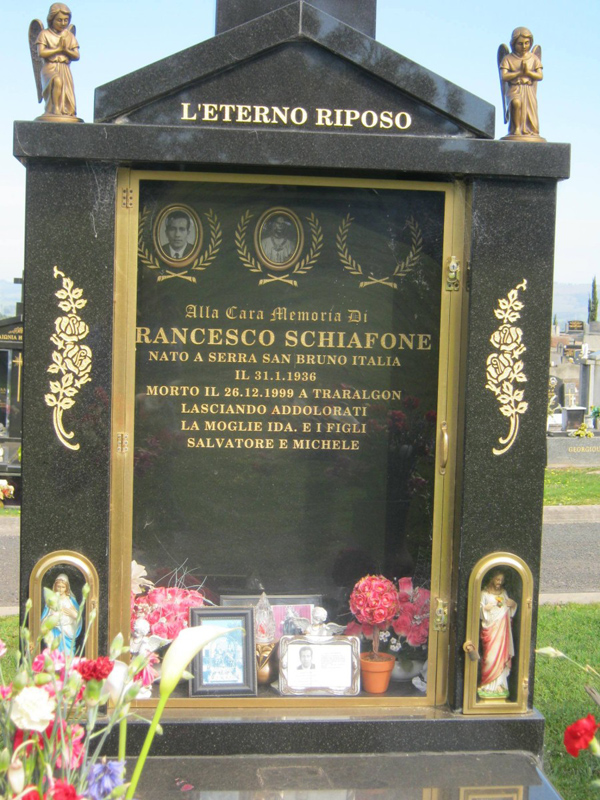 L'ETERNO RIPOSO
Alla Cara Memoria Di
RANCESCO SCHIAFONE
NATO A SERRA SAN BRUNO ITALIA
IL 31.1.1936
MORTO IL 26.12.1999 A TRARALGON
LASCIANDO ADDOLORATI
LA MOGLIE IDA. E I FIGLI
SALVATORE E MICHELE